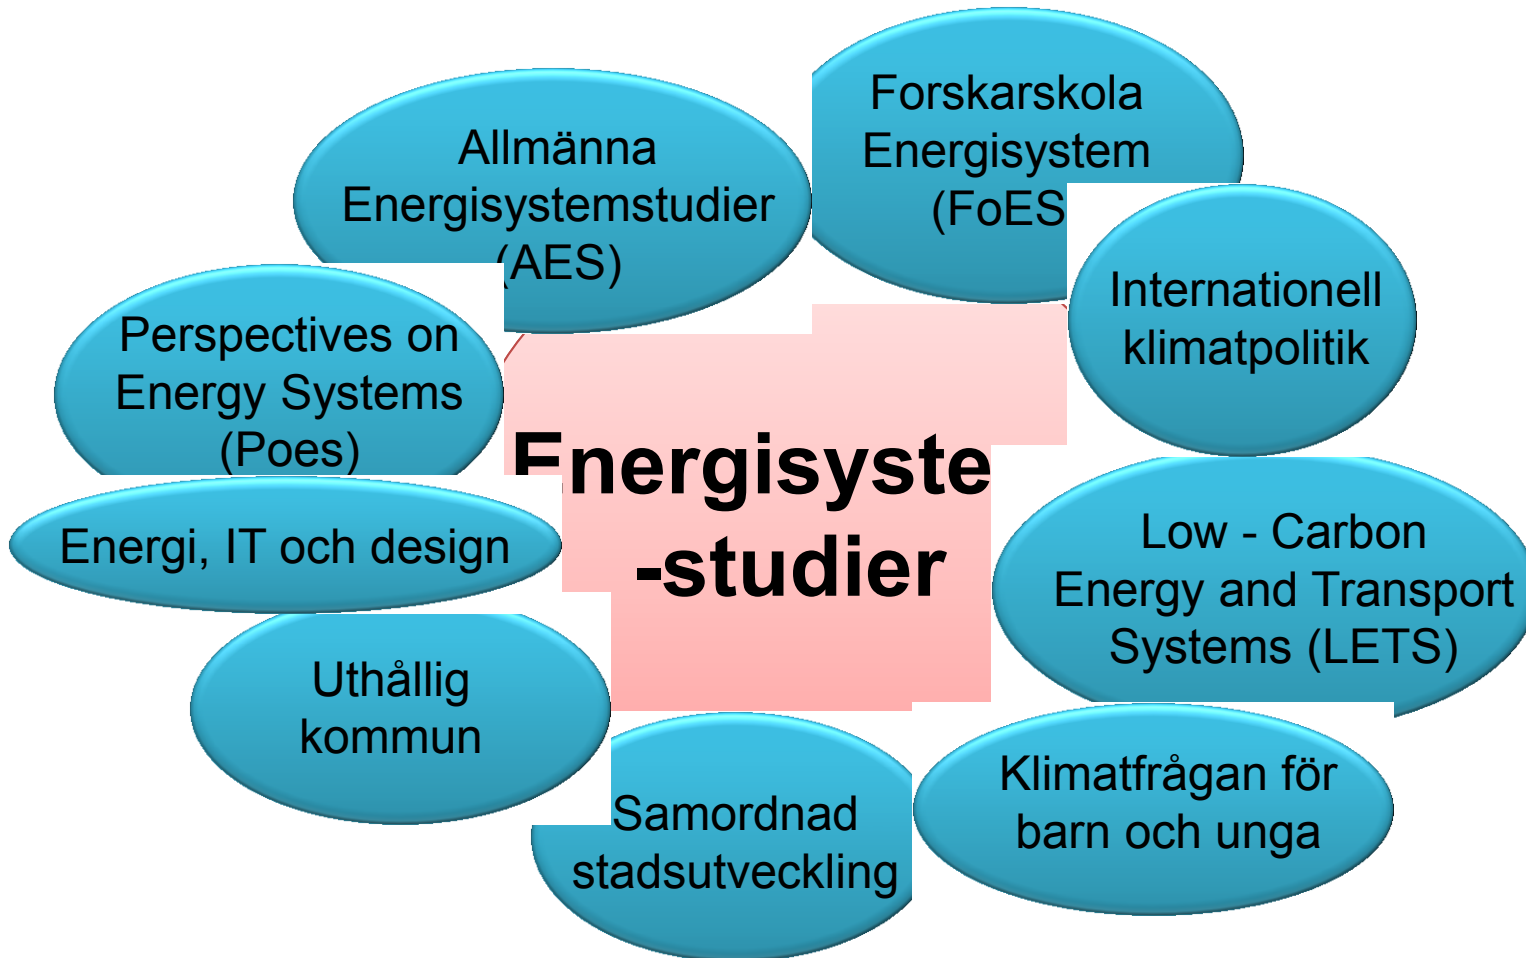 Forskarskola
Energisystem
(FoES
Allmänna
Energisystemstudier
(AES)
Internationell
klimatpolitik
Perspectives on
Energy Systems
(Poes)
Energisyste
-studier
Energi, IT och design
Low - Carbon
Energy and Transport
Systems (LETS)
Uthållig
kommun
Klimatfrågan för
barn och unga
Samordnad
stadsutveckling